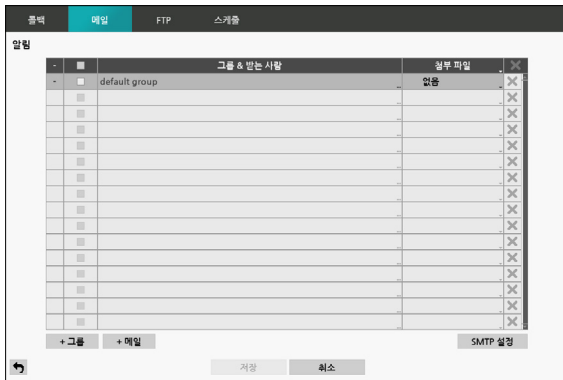 콜백 메일 FTP 스케줄
알림
- 그룹 & 받는 사람 첨부 파일
- default group ... 없음
+ 그룹 + 메일 SMTP 설정
저장 취소